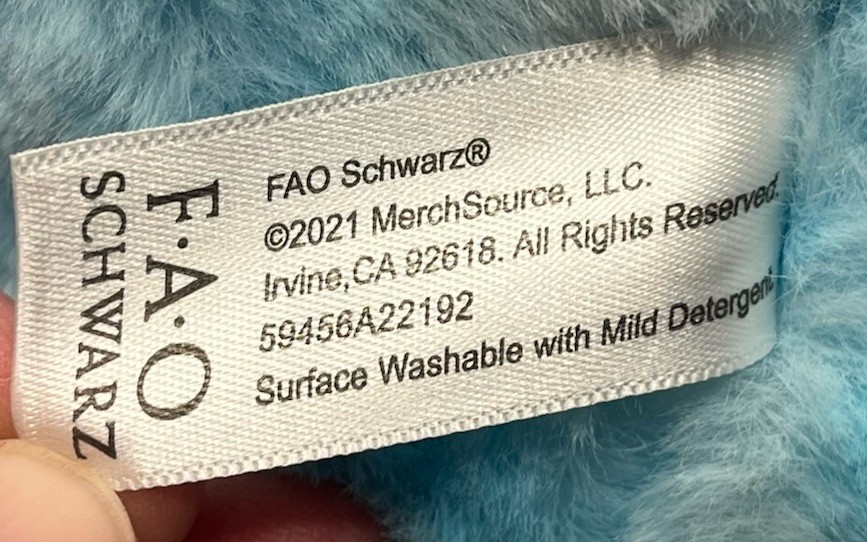 F·A·O
SCHWARZ
FAO Schwarz®
©2021 MerchSource, LLC.
Irvine,CA 92618. All Rights Reserved.
59456A22192
Surface Washable with Mild Detergent